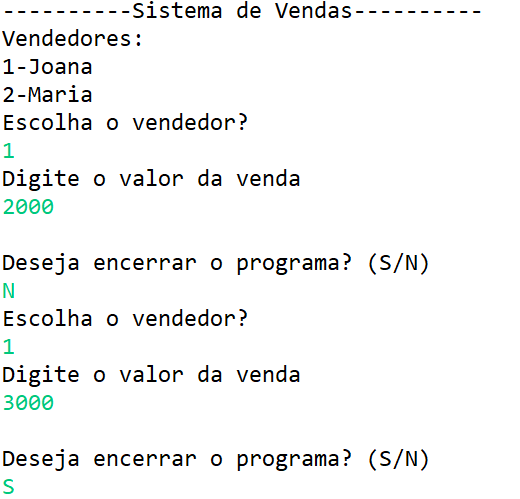 ----------Sistema de Vendas----------
Vendedores:
1-Joana
2-Maria
Escolha o vendedor?
1
Digite o valor da venda
2000
Deseja encerrar o programa? (S/N)
N
Escolha o vendedor?
1
Digite o valor da venda
3000
Deseja encerrar o programa? (S/N)
S